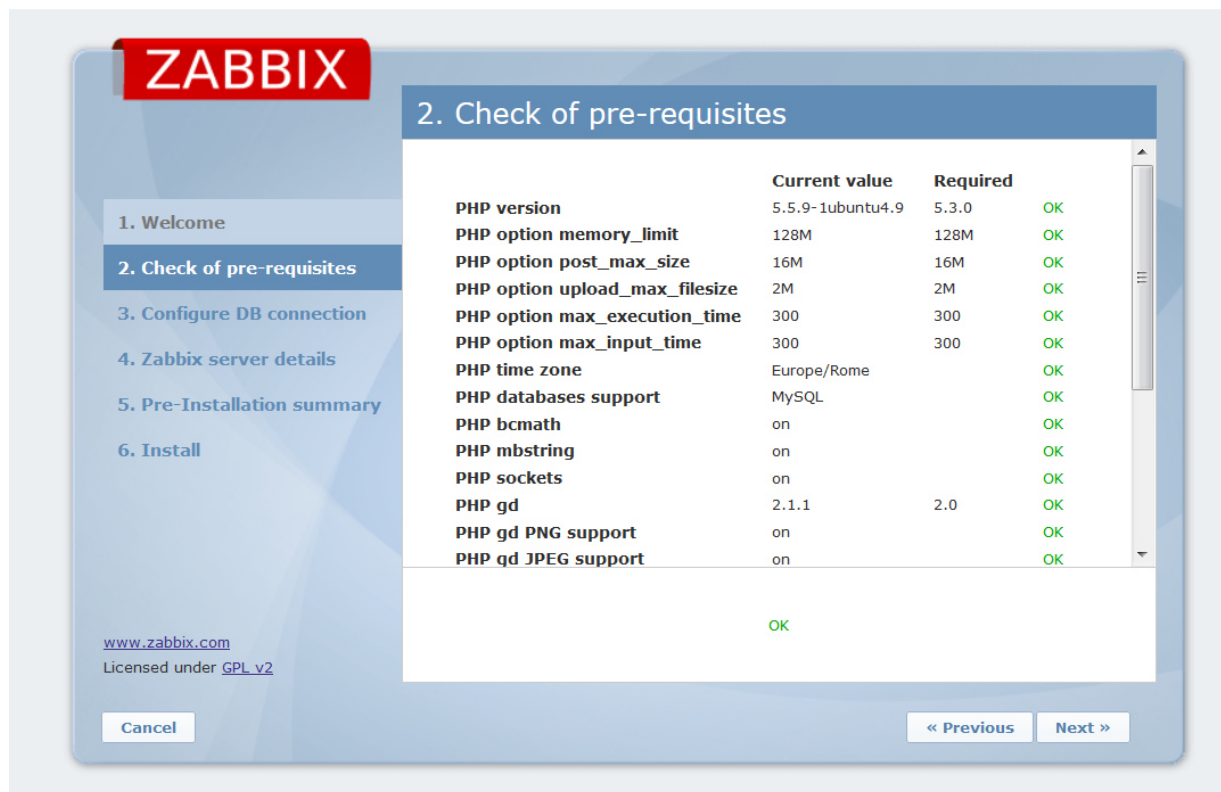 ZABBIX
2. Check of pre-requisites
1. Welcome
2. Check of pre-requisites
3. Configure DB connection
4. Zabbix server details
5. Pre-Installation summary
6. Install
Current value Required
PHP version 5.5.9-1ubuntu4.9 5.3.0 OK
PHP option memory_limit 128M 128M OK
PHP option post_max_size 16M 16M OK
PHP option upload_max_filesize 2M 2M OK
PHP option max_execution_time 300 300 OK
PHP option max_input_time 300 300 OK
PHP time zone Europe/Rome OK
PHP databases support MySQL OK
PHP bcmath on OK
PHP mbstring on OK
PHP sockets on OK
PHP gd 2.1.1 2.0 OK
PHP gd PNG support on OK
PHP gd JPEG support on OK
OK
www.zabbix.com
Licensed under GPL v2
Cancel
« Previous
Next »